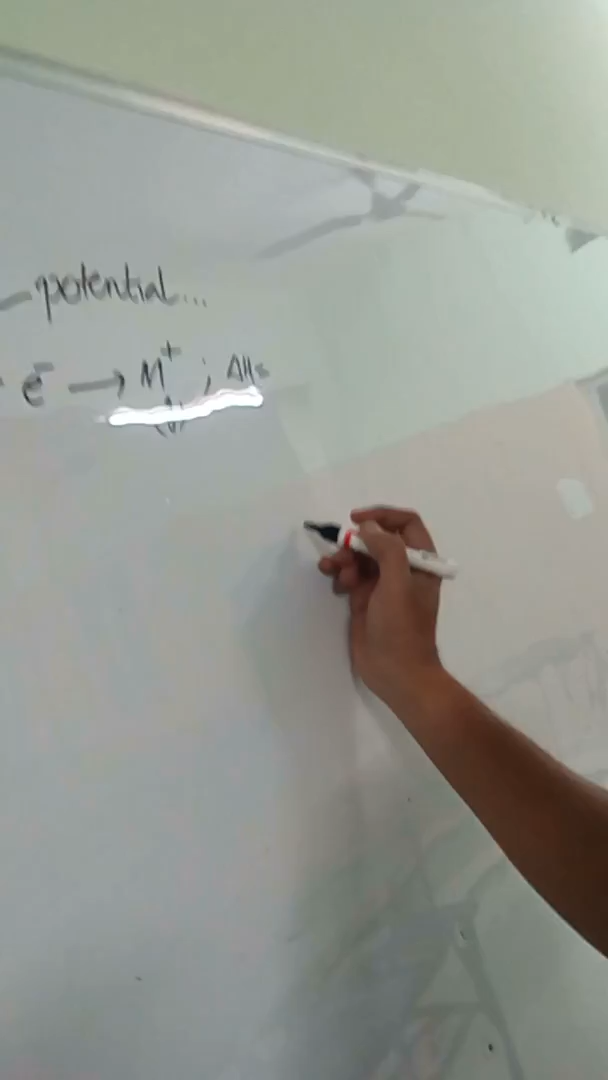 potential...
e⁻ → M⁺ ; ΔH
(g)